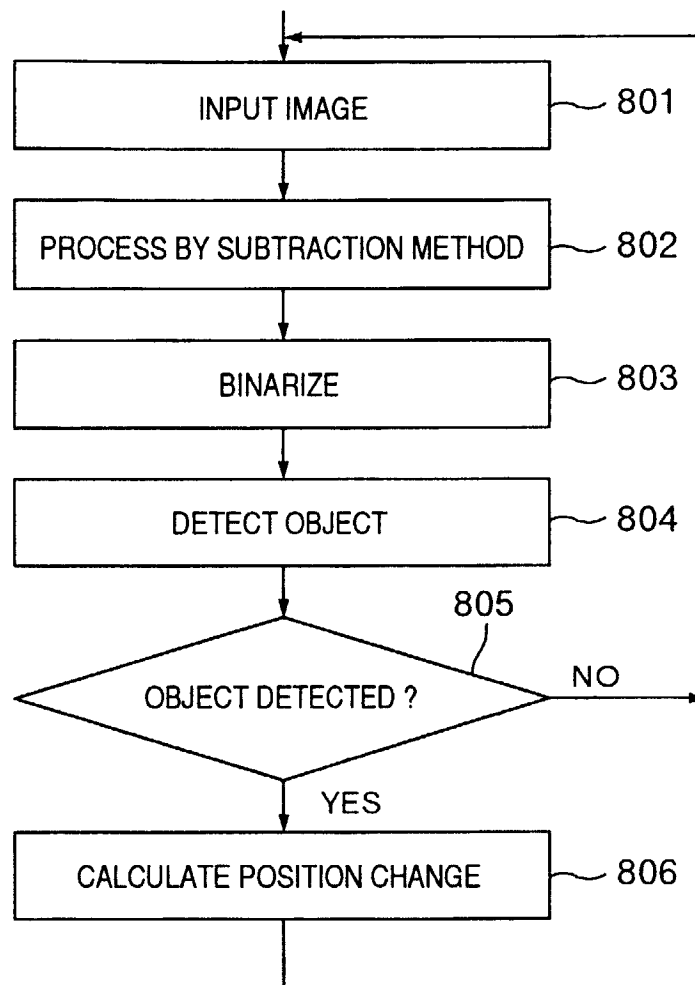 INPUT IMAGE
801
PROCESS BY SUBTRACTION METHOD
802
BINARIZE
803
DETECT OBJECT
804
805
OBJECT DETECTED ?
NO
YES
CALCULATE POSITION CHANGE
806